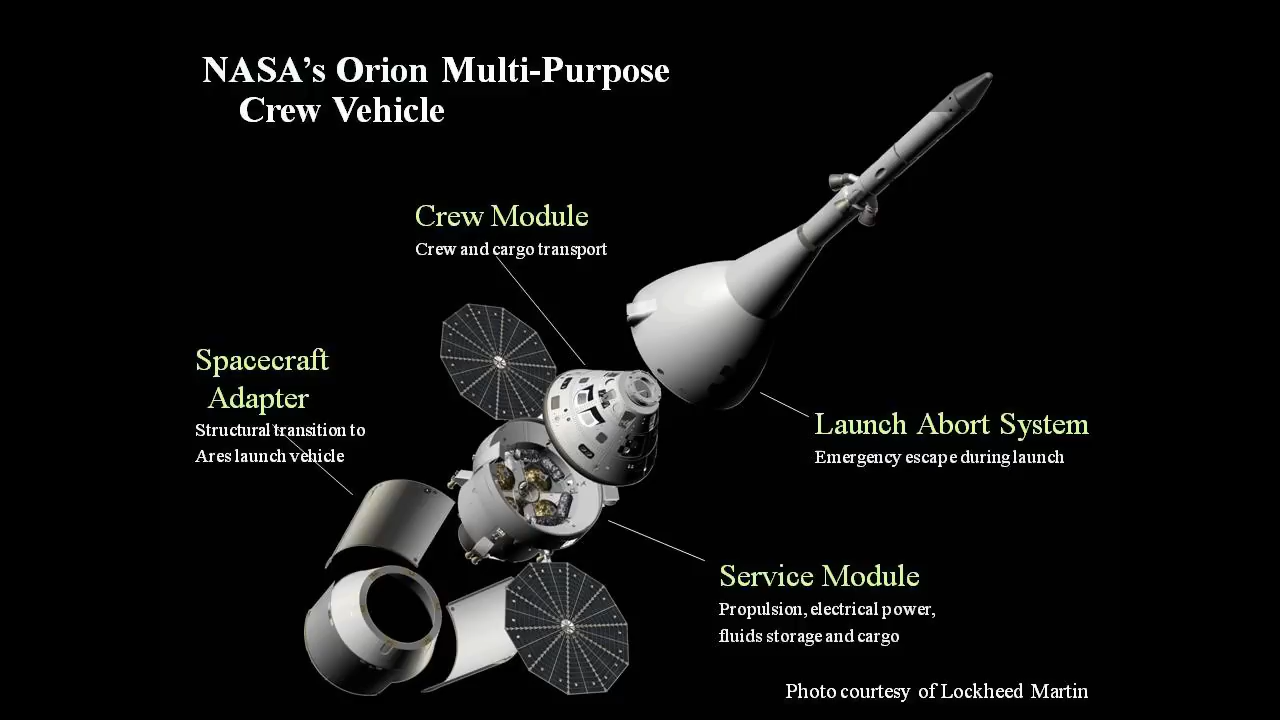 NASA’s Orion Multi-Purpose
Crew Vehicle
Crew Module
Crew and cargo transport
Spacecraft
Adapter
Structural transition to
Ares launch vehicle
Launch Abort System
Emergency escape during launch
Service Module
Propulsion, electrical power,
fluids storage and cargo
Photo courtesy of Lockheed Martin